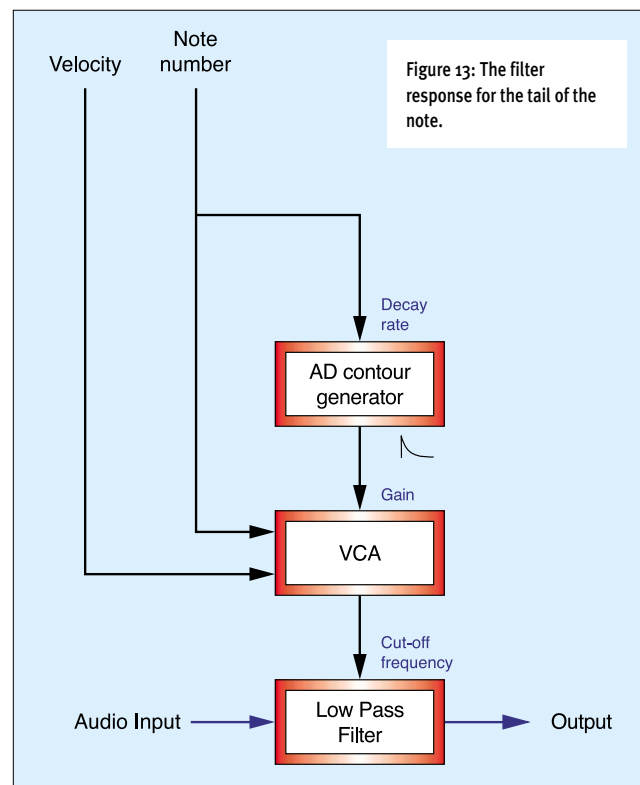 Velocity
Note
number
Figure 13: The filter
response for the tail of the
note.
Decay
rate
AD contour
generator
Gain
VCA
Cut-off
frequency
Audio Input
Low Pass
Filter
Output